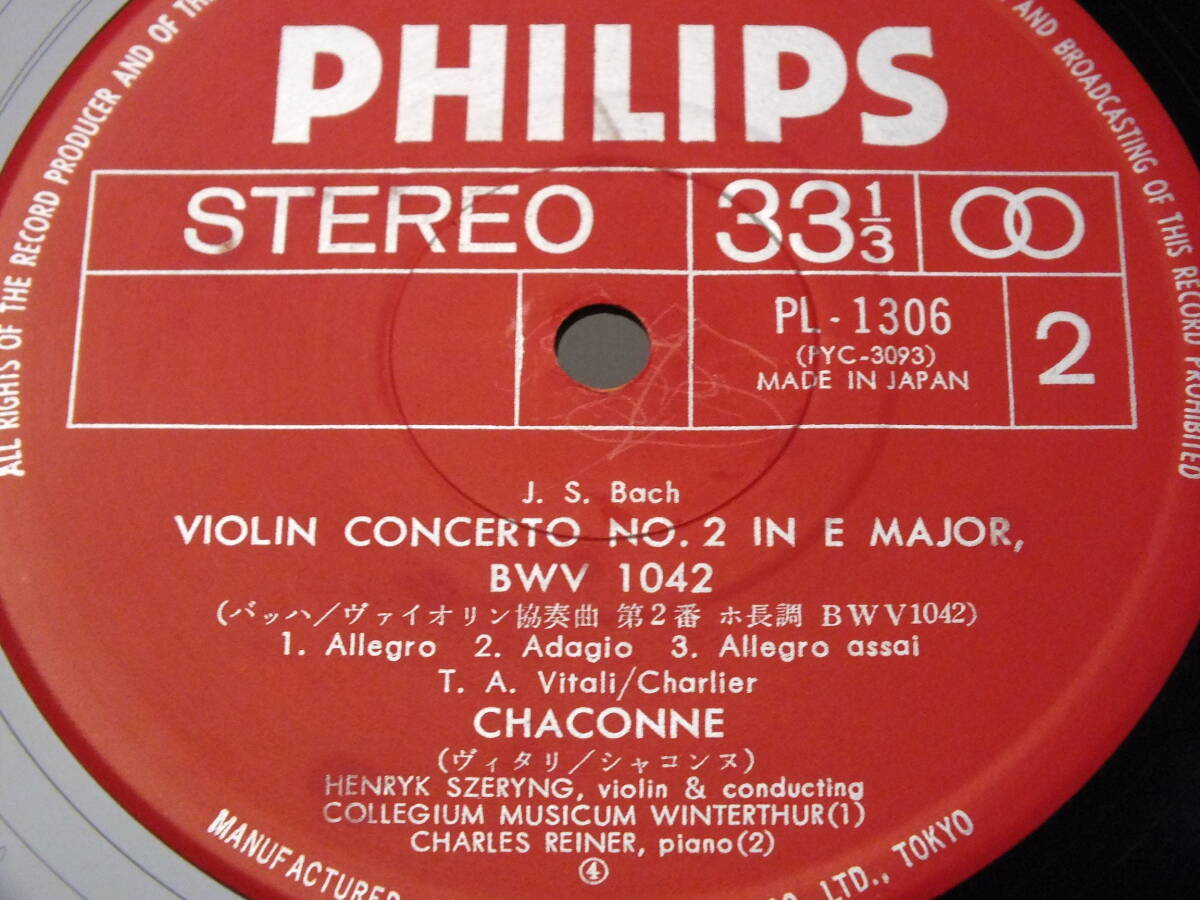 ALL RIGHTS OF THE RECORD PRODUCER AND OF THE
AND BROADCASTING OF THIS RECORD PROHIBITED
PHILIPS
STEREO
33 1/3
PL-1306
(PYC-3093)
MADE IN JAPAN
2
J. S. Bach
VIOLIN CONCERTO NO. 2 IN E MAJOR,
BWV 1042
(バッハ/ヴァイオリン協奏曲 第2番 ホ長調 BWV1042)
1. Allegro 2. Adagio 3. Allegro assai
T. A. Vitali/Charlier
CHACONNE
(ヴィタリ/シャコンヌ)
HENRYK SZERYNG, violin & conducting
COLLEGIUM MUSICUM WINTERTHUR(1)
CHARLES REINER, piano(2)
④
MANUFACTURED
CO. LTD., TOKYO